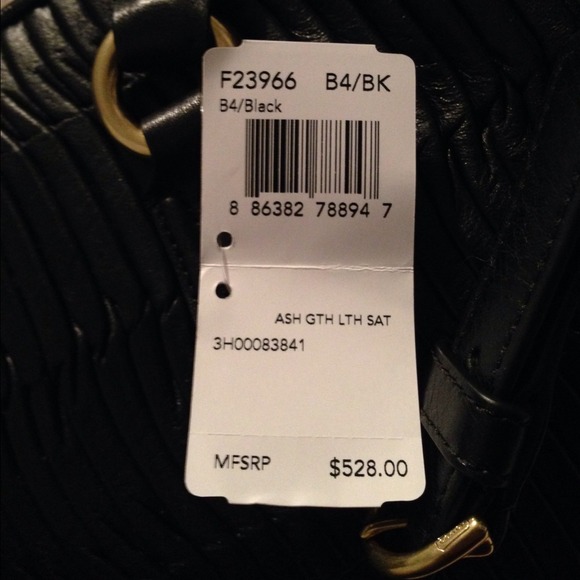 F23966 B4/BK
B4/Black
8 86382 78894 7
ASH GTH LTH SAT
3H00083841
MFSRP $528.00